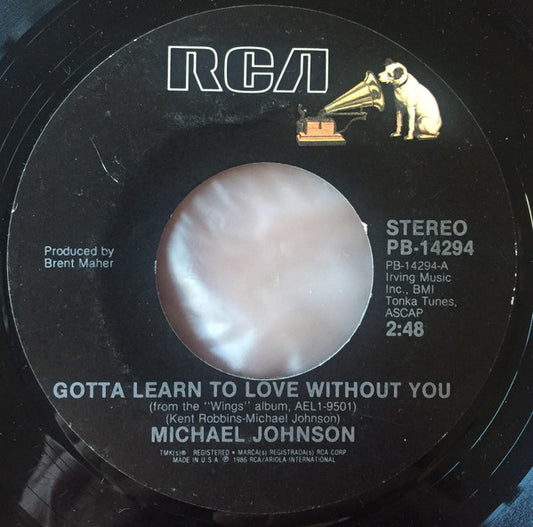 RCA
Produced by
Brent Maher
STEREO
PB-14294
PB-14294-A
Irving Music
Inc., BMI
Tonka Tunes,
ASCAP
2:48
GOTTA LEARN TO LOVE WITHOUT YOU
(from the "Wings" album, AEL1-9501)
(Kent Robbins-Michael Johnson)
MICHAEL JOHNSON
TMK(S)® REGISTERED • MARCA(s) REGISTRADA(s) RCA CORP
MADE IN U.S.A ℗ 1986 RCA/ARIOLA INTERNATIONAL